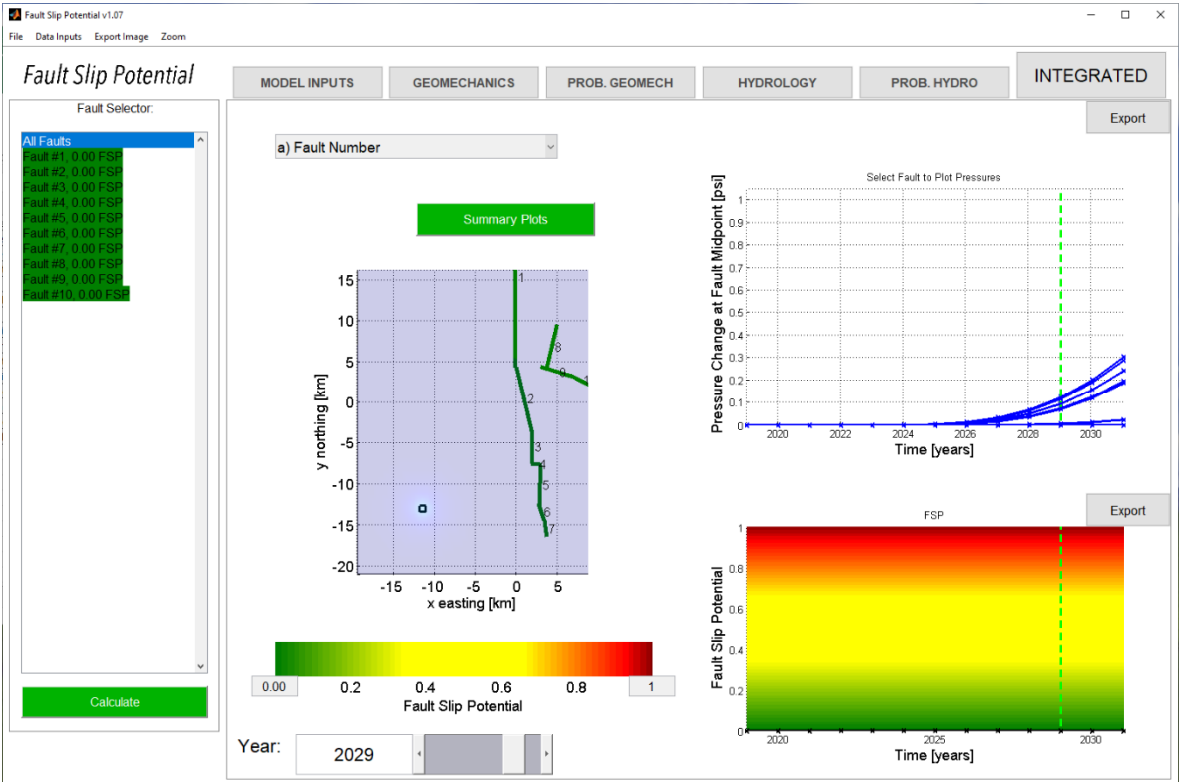 Fault Slip Potential v1.07
File Data Inputs Export Image Zoom
Fault Slip Potential
MODEL INPUTS GEOMECHANICS PROB. GEOMECH HYDROLOGY PROB. HYDRO INTEGRATED
Fault Selector:
All Faults
Fault #1, 0.00 FSP
Fault #2, 0.00 FSP
Fault #3, 0.00 FSP
Fault #4, 0.00 FSP
Fault #5, 0.00 FSP
Fault #6, 0.00 FSP
Fault #7, 0.00 FSP
Fault #8, 0.00 FSP
Fault #9, 0.00 FSP
Fault #10, 0.00 FSP
Calculate
a) Fault Number
Summary Plots
y northing [km]
15
10
5
0
-5
-10
-15
-20
1
8
9
1
2
3
4
5
6
7
-15 -10 -5 0 5
x easting [km]
0.00 0.2 0.4 0.6 0.8 1
Fault Slip Potential
Year: 2029
Export
Select Fault to Plot Pressures
Pressure Change at Fault Midpoint [psi]
1
0.9
0.8
0.7
0.6
0.5
0.4
0.3
0.2
0.1
0
2020 2022 2024 2026 2028 2030
Time [years]
Export
FSP
Fault Slip Potential
1
0.8
0.6
0.4
0.2
0
2020 2025 2030
Time [years]